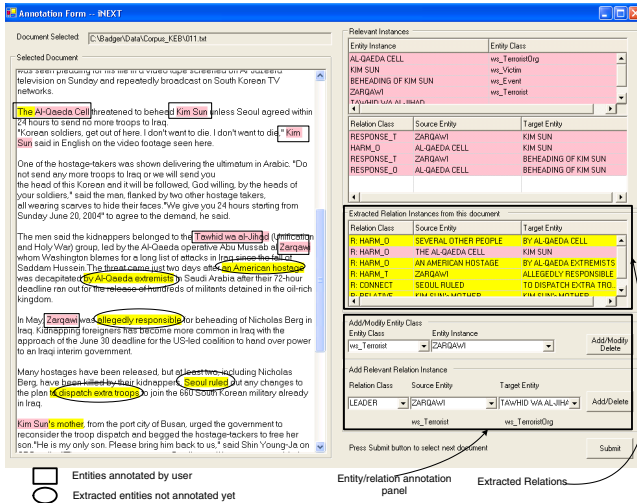 Annotation Form -- iNEXT
Document Selected: C:\Badger\Data\Corpus_KEB\011.txt
Selected Document
was seen pleading for his life in a video tape screened on Al Jazeera
television on Sunday and repeatedly broadcast on South Korean TV
networks.
The Al-Qaeda Cell threatened to behead Kim Sun unless Seoul agreed within
24 hours to send no more troops to Iraq.
"Korean soldiers, get out of here. I don't want to die. I don't want to die," Kim
Sun said in English on the video footage seen here.
One of the hostage-takers was shown delivering the ultimatum in Arabic. "Do
not send any more troops to Iraq or we will send you
the head of this Korean and it will be followed, God willing, by the heads of
your soldiers," said the man, flanked by two other hostage takers,
all wearing scarves to hide their faces."We give you 24 hours starting from
Sunday June 20, 2004" to agree to the demand, he said.
The men said the kidnappers belonged to the Tawhid wa al-Jihad (Unification
and Holy War) group, led by the Al-Qaeda operative Abu Mussab al Zarqawi
whom Washington blames for a long list of attacks in Iraq since the fall of
Saddam Hussein.The threat came just two days after an American hostage
was decapitated by Al-Qaeda extremists in Saudi Arabia after their 72-hour
deadline ran out for the release of hundreds of militants detained in the oil-rich
kingdom.
In May, Zarqawi was allegedly responsible for beheading of Nicholas Berg in
Iraq. Kidnapping foreigners has become more common in Iraq with the
approach of the June 30 deadline for the US-led coalition to hand over power
to an Iraqi interim government.
Many hostages have been released, but at least two, including Nicholas
Berg, have been killed by their kidnappers. Seoul ruled out any changes to
the plan to dispatch extra troops to join the 660 South Korean military already
in Iraq.
Kim Sun's mother, from the port city of Busan, urged the government to
reconsider the troop dispatch and begged the hostage-takers to free her
son."He is my only son. Please bring him back to us," said Shin Young-Ja on
Relevant Instances
Entity Instance Entity Class
AL-QAEDA CELL ws_TerroristOrg
KIM SUN ws_Victim
BEHEADING OF KIM SUN ws_Event
ZARQAWI ws_Terrorist
TAWHID WA AL-JIHAD
Relation Class Source Entity Target Entity
RESPONSE_T ZARQAWI KIM SUN
HARM_O AL-QAEDA CELL KIM SUN
RESPONSE_T ZARQAWI BEHEADING OF KIM SUN
RESPONSE_O AL-QAEDA CELL BEHEADING OF KIM SUN
Extracted Relation Instances from this document
Relation Class Source Entity Target Entity
R: HARM_O SEVERAL OTHER PEOPLE BY AL-QAEDA CELL
R: HARM_O THE AL-QAEDA CELL KIM SUN
R: HARM_O AN AMERICAN HOSTAGE BY AL-QAEDA EXTREMISTS
R: HARM_T ZARQAWI ALLEGEDLY RESPONSIBLE
R: CONNECT SEOUL RULED TO DISPATCH EXTRA TRO...
R: RELATIVE KIM SUN'S MOTHER KIM SUN'S MOTHER
Add/Modify Entity Class
Entity Class Entity Instance
ws_Terrorist ZARQAWI Add/Modify
Delete
Add Relevant Relation Instance
Relation Class Source Entity Target Entity
LEADER ZARQAWI TAWHID WA AL-JIHA Add/Delete
ws_Terrorist ws_TerroristOrg
Press Submit button to select next document Submit
Entities annotated by user
Extracted entities not annotated yet
Entity/relation annotation
panel
Extracted Relations